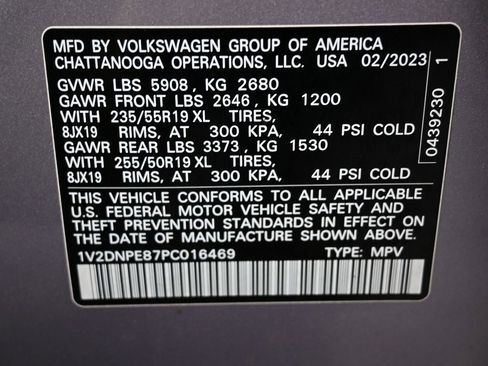 MFD BY VOLKSWAGEN GROUP OF AMERICA
CHATTANOOGA OPERATIONS, LLC. USA 02/2023
GVWR LBS 5908, KG 2680
GAWR FRONT LBS 2646, KG 1200
WITH 235/55R19 XL TIRES,
8JX19 RIMS, AT 300 KPA, 44 PSI COLD
GAWR REAR LBS 3373, KG 1530
WITH 255/50R19 XL TIRES,
8JX19 RIMS, AT 300 KPA, 44 PSI COLD
THIS VEHICLE CONFORMS TO ALL APPLICABLE
U.S. FEDERAL MOTOR VEHICLE SAFETY AND
THEFT PREVENTION STANDARDS IN EFFECT ON
THE DATE OF MANUFACTURE SHOWN ABOVE.
1V2DNPE87PC016469 TYPE: MPV
0439230 1